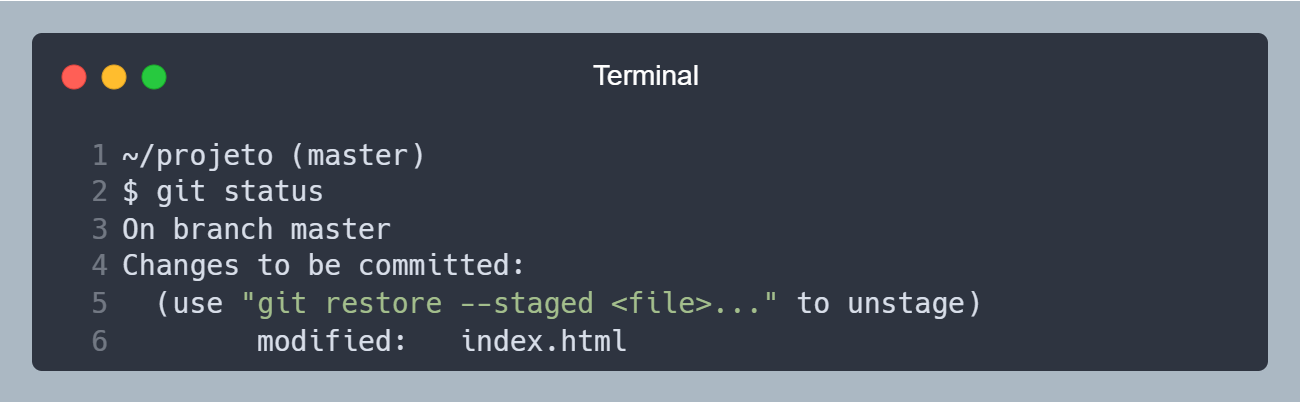 Terminal
1 ~/projeto (master)
2 $ git status
3 On branch master
4 Changes to be committed:
5   (use "git restore --staged <file>..." to unstage)
6         modified:   index.html